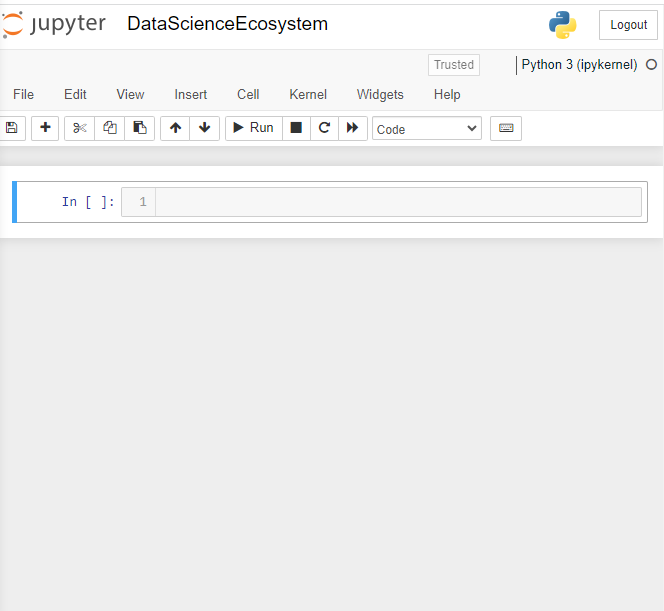 jupyter DataScienceEcosystem Logout
Trusted Python 3 (ipykernel)
File Edit View Insert Cell Kernel Widgets Help
Run Code
In [ ]: 1